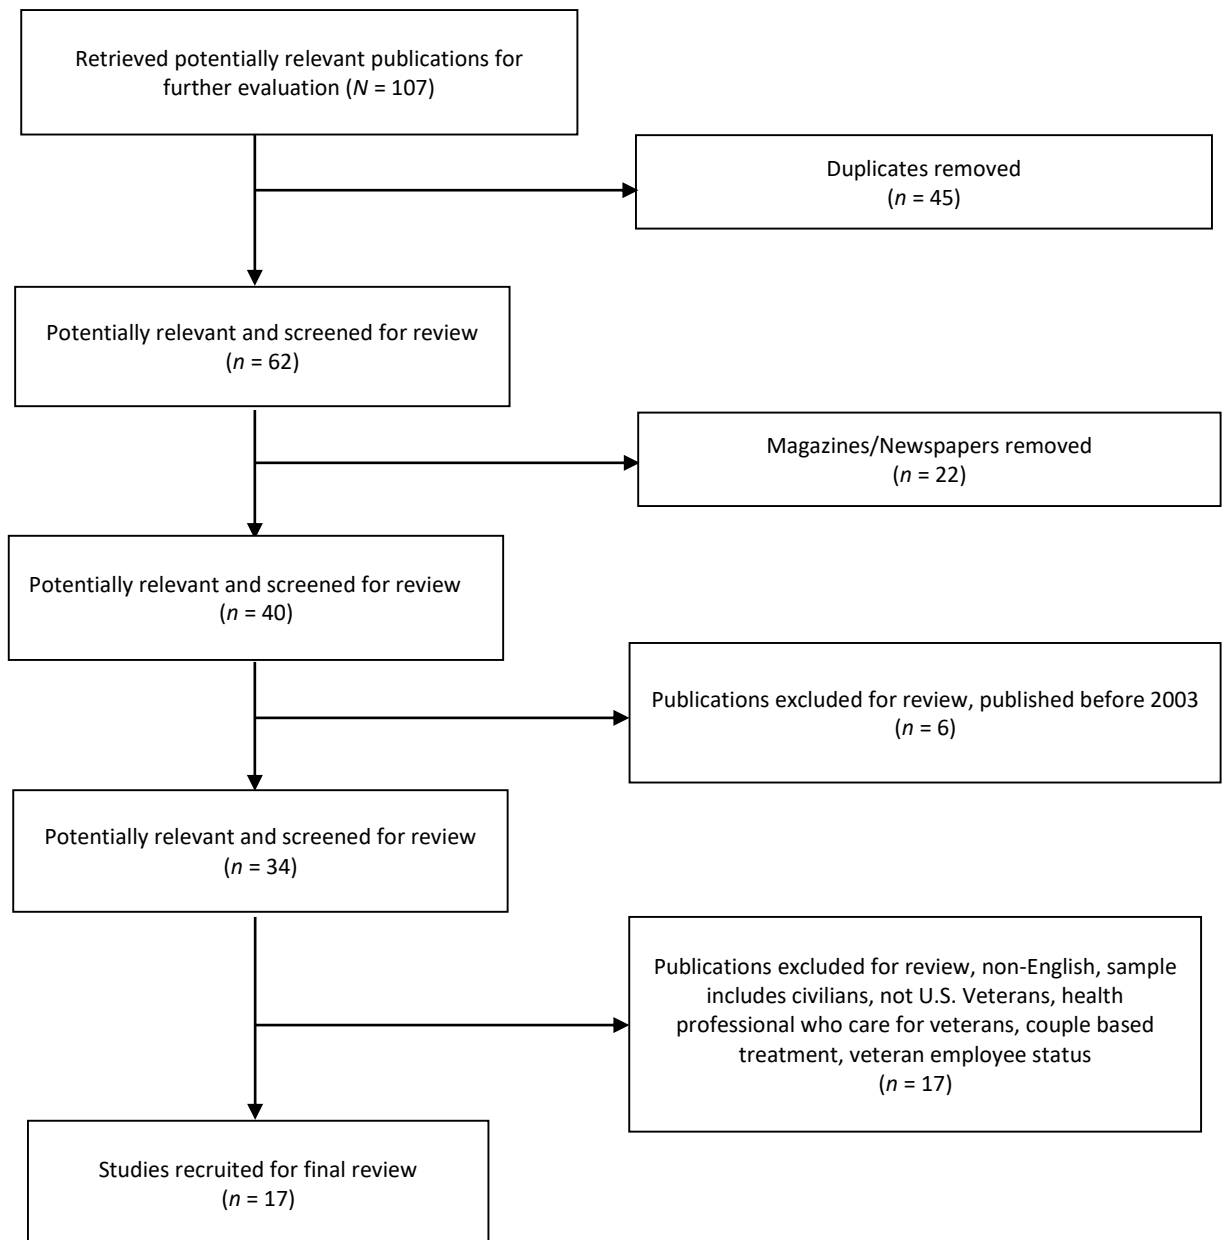 Retrieved potentially relevant publications for
further evaluation (N = 107)
Duplicates removed
(n = 45)
Potentially relevant and screened for review
(n = 62)
Magazines/Newspapers removed
(n = 22)
Potentially relevant and screened for review
(n = 40)
Publications excluded for review, published before 2003
(n = 6)
Potentially relevant and screened for review
(n = 34)
Publications excluded for review, non-English, sample
includes civilians, not U.S. Veterans, health
professional who care for veterans, couple based
treatment, veteran employee status
(n = 17)
Studies recruited for final review
(n = 17)